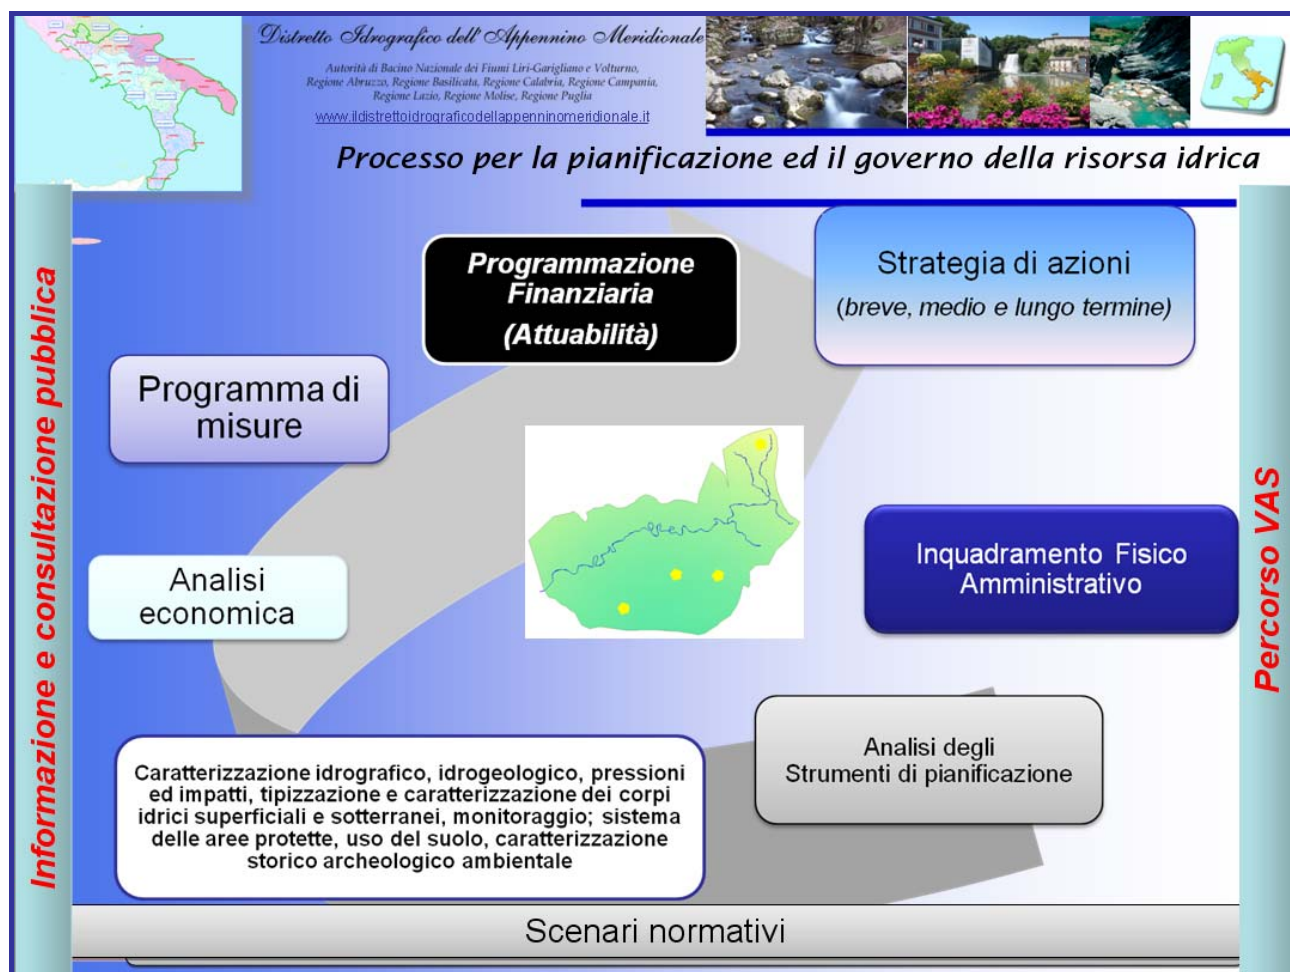 Distretto Idrografico dell'Appennino Meridionale
Autorità di Bacino Nazionale dei Fiumi Liri-Garigliano e Volturno,
Regione Abruzzo, Regione Basilicata, Regione Calabria, Regione Campania,
Regione Lazio, Regione Molise, Regione Puglia
www.ildistrettoidrograficodellappenninomeridionale.it
Processo per la pianificazione ed il governo della risorsa idrica
Informazione e consultazione pubblica
Programmazione
Finanziaria
(Attuabilità)
Strategia di azioni
(breve, medio e lungo termine)
Programma di
misure
Analisi
economica
Inquadramento Fisico
Amministrativo
Percorso VAS
Analisi degli
Strumenti di pianificazione
Caratterizzazione idrografico, idrogeologico, pressioni
ed impatti, tipizzazione e caratterizzazione dei corpi
idrici superficiali e sotterranei, monitoraggio; sistema
delle aree protette, uso del suolo, caratterizzazione
storico archeologico ambientale
Scenari normativi